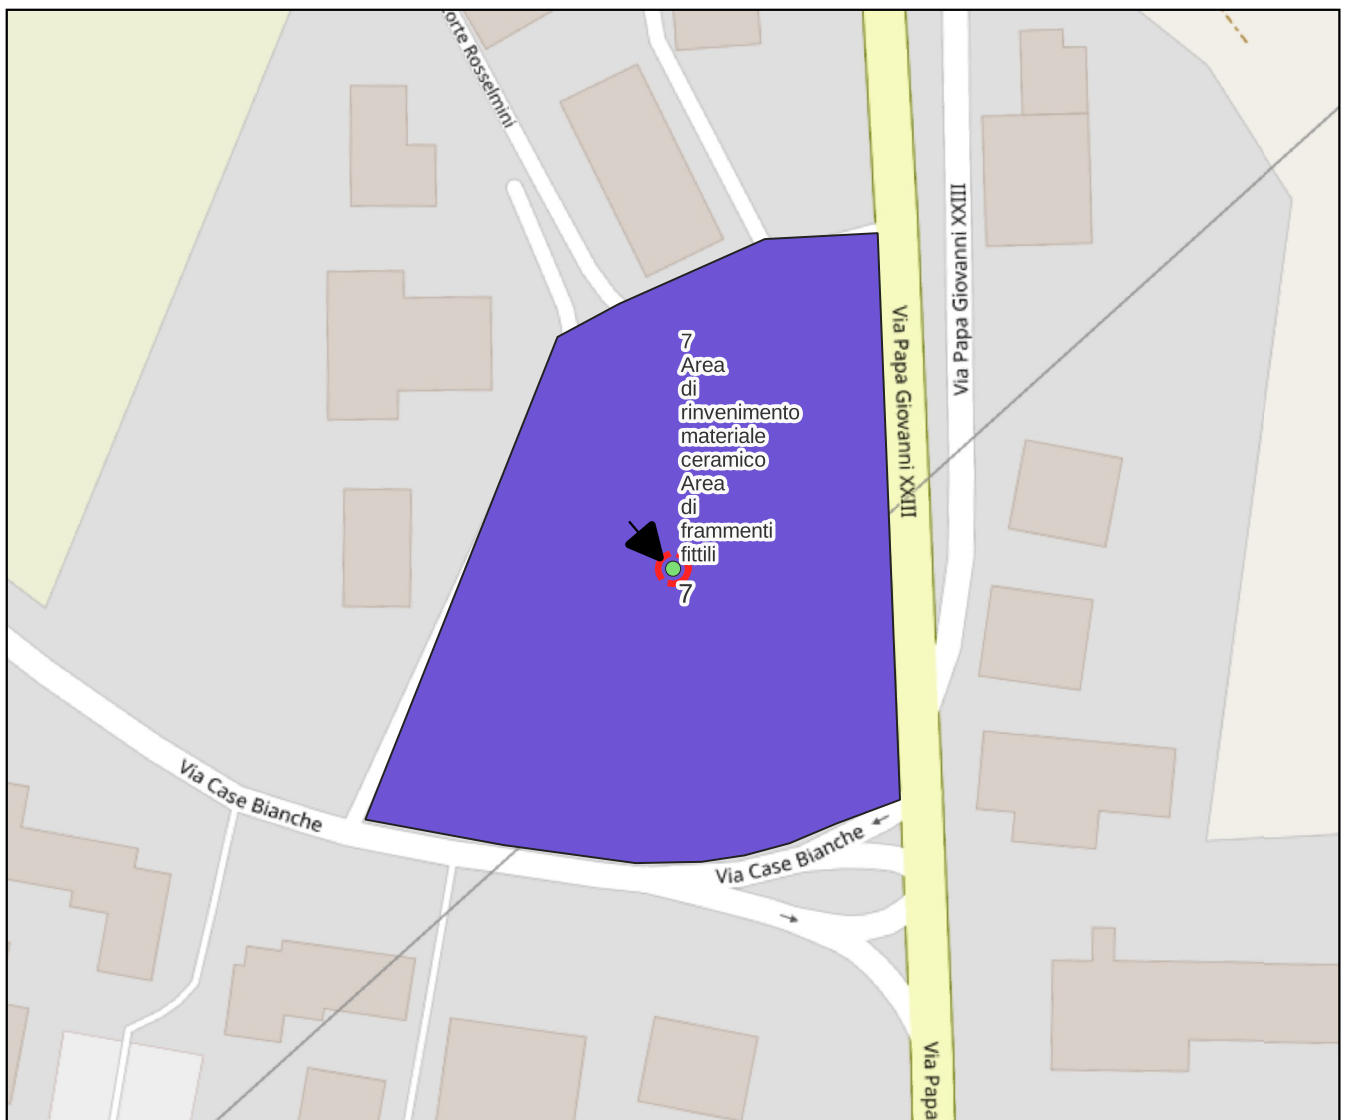 orte Rosselmini
Via Papa Giovanni XXIII
Via Papa Giovanni XXIII
7
Area
di
rinvenimento
materiale
ceramico
Area
di
frammenti
fittili
7
Via Case Bianche
Via Case Bianche
Via Papa